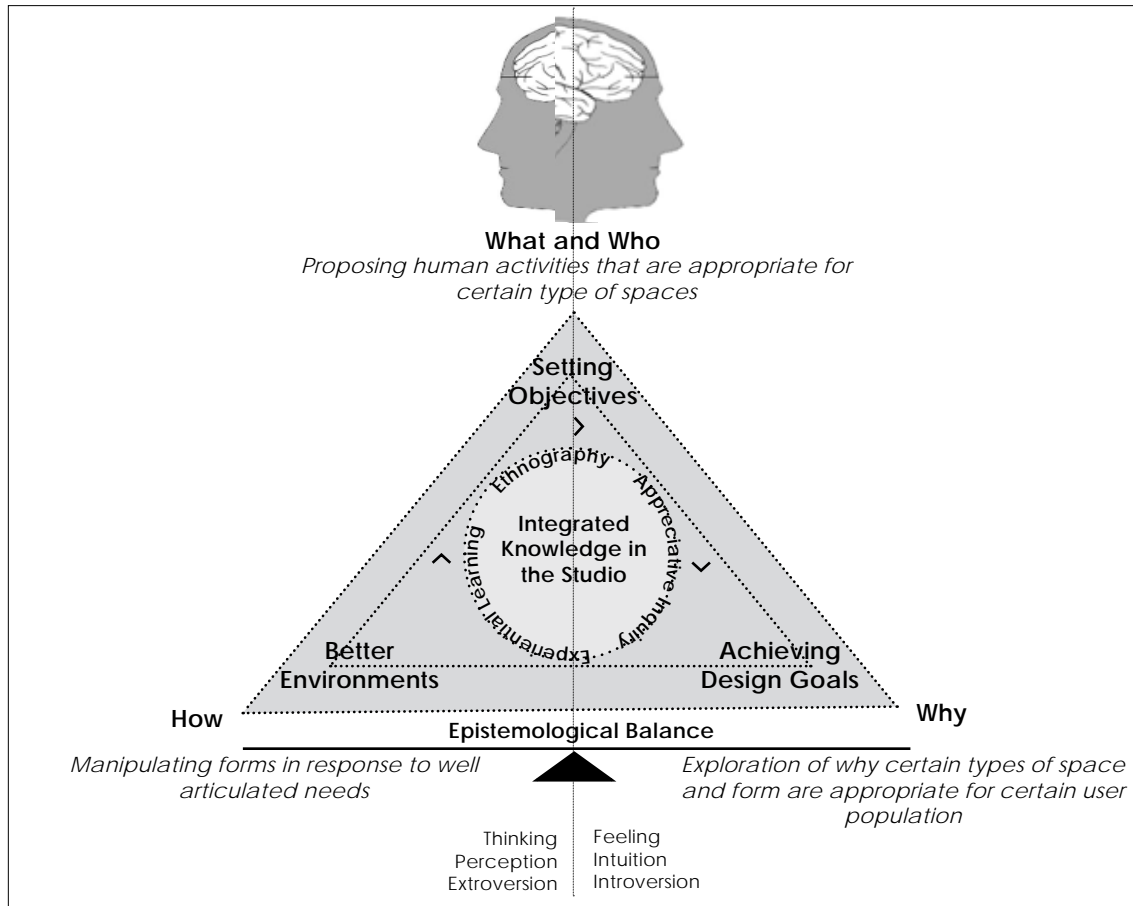 What and Who
Proposing human activities that are appropriate for
certain type of spaces
Setting
Objectives
Ethnography
Appreciative Inquiry
Experiential Learning
Integrated
Knowledge in
the Studio
Better
Environments
Achieving
Design Goals
How
Why
Epistemological Balance
Manipulating forms in response to well
articulated needs
Exploration of why certain types of space
and form are appropriate for certain user
population
Thinking
Perception
Extroversion
Feeling
Intuition
Introversion